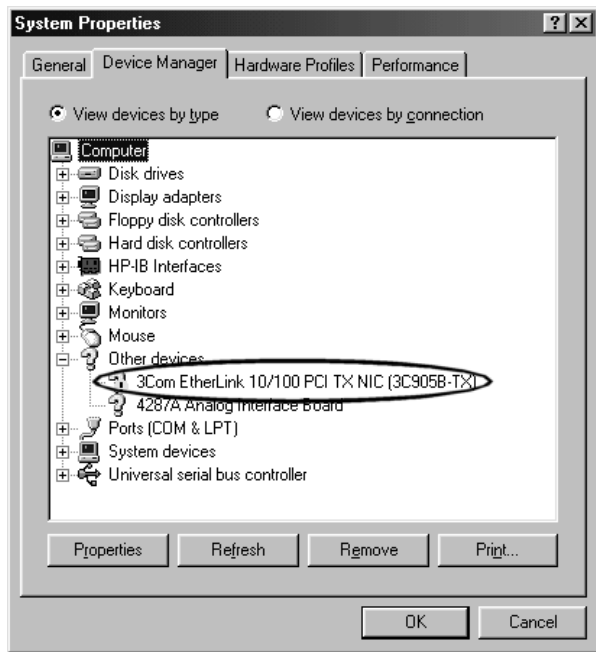 System Properties
General Device Manager Hardware Profiles Performance
View devices by type View devices by connection
Computer
Disk drives
Display adapters
Floppy disk controllers
Hard disk controllers
HP-IB Interfaces
Keyboard
Monitors
Mouse
Other devices
3Com EtherLink 10/100 PCI TX NIC (3C905B-TX)
4287A Analog Interface Board
Ports (COM & LPT)
System devices
Universal serial bus controller
Properties Refresh Remove Print...
OK Cancel